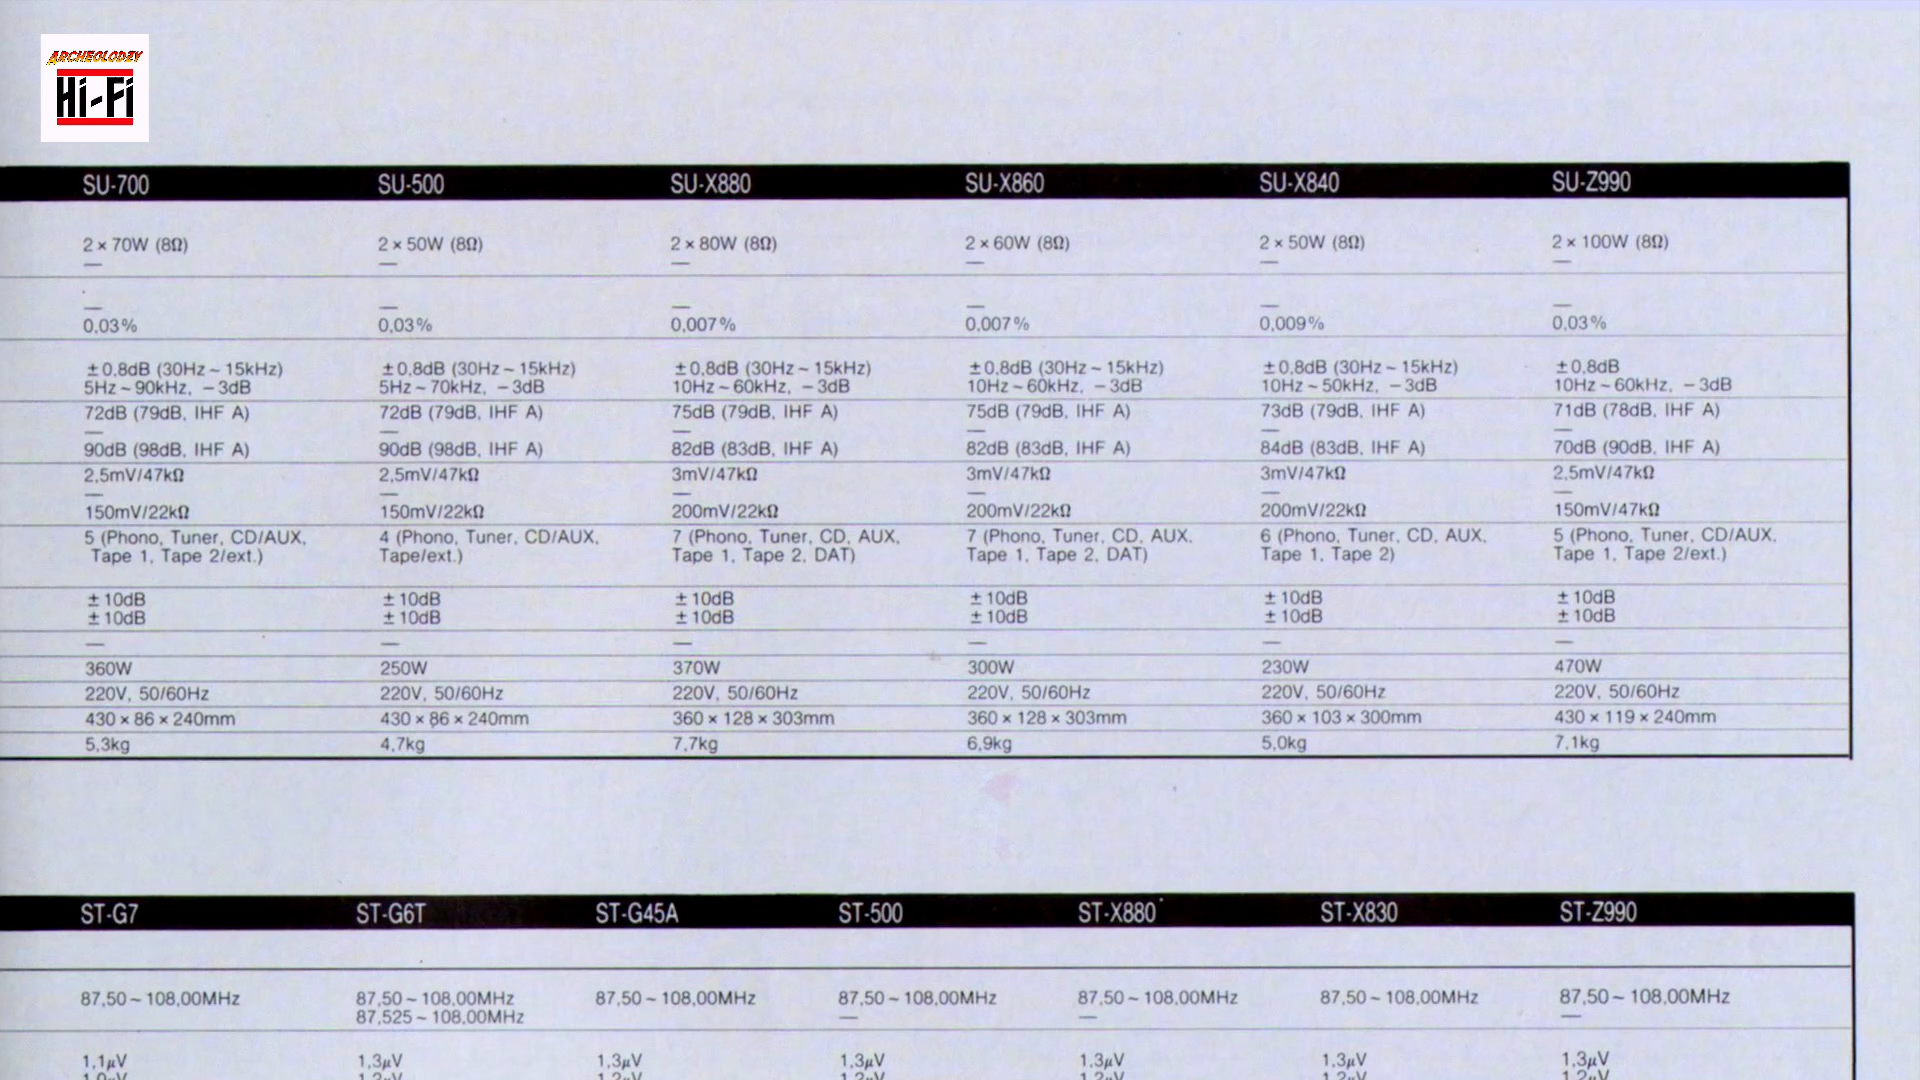 ARCHEOLODZY
Hi-Fi
SU-700 SU-500 SU-X880 SU-X860 SU-X840 SU-Z990
2 × 70W (8Ω) 2 × 50W (8Ω) 2 × 80W (8Ω) 2 × 60W (8Ω) 2 × 50W (8Ω) 2 × 100W (8Ω)
— — — — — —
— — — — — —
0,03% 0,03% 0,007% 0,007% 0,009% 0,03%
±0,8dB (30Hz ~ 15kHz) ±0,8dB (30Hz ~ 15kHz) ±0,8dB (30Hz ~ 15kHz) ±0,8dB (30Hz ~ 15kHz) ±0,8dB (30Hz ~ 15kHz) ±0,8dB
5Hz ~ 90kHz, −3dB 5Hz ~ 70kHz, −3dB 10Hz ~ 60kHz, −3dB 10Hz ~ 60kHz, −3dB 10Hz ~ 50kHz, −3dB 10Hz ~ 60kHz, −3dB
72dB (79dB, IHF A) 72dB (79dB, IHF A) 75dB (79dB, IHF A) 75dB (79dB, IHF A) 73dB (79dB, IHF A) 71dB (78dB, IHF A)
— — — — — —
90dB (98dB, IHF A) 90dB (98dB, IHF A) 82dB (83dB, IHF A) 82dB (83dB, IHF A) 84dB (83dB, IHF A) 70dB (90dB, IHF A)
2,5mV/47kΩ 2,5mV/47kΩ 3mV/47kΩ 3mV/47kΩ 3mV/47kΩ 2,5mV/47kΩ
— — — — — —
150mV/22kΩ 150mV/22kΩ 200mV/22kΩ 200mV/22kΩ 200mV/22kΩ 150mV/47kΩ
5 (Phono, Tuner, CD/AUX, 4 (Phono, Tuner, CD/AUX, 7 (Phono, Tuner, CD, AUX, 7 (Phono, Tuner, CD, AUX, 6 (Phono, Tuner, CD, AUX, 5 (Phono, Tuner, CD/AUX,
Tape 1, Tape 2/ext.) Tape/ext.) Tape 1, Tape 2, DAT) Tape 1, Tape 2, DAT) Tape 1, Tape 2) Tape 1, Tape 2/ext.)
±10dB ±10dB ±10dB ±10dB ±10dB ±10dB
±10dB ±10dB ±10dB ±10dB ±10dB ±10dB
— — — — — —
360W 250W 370W 300W 230W 470W
220V, 50/60Hz 220V, 50/60Hz 220V, 50/60Hz 220V, 50/60Hz 220V, 50/60Hz 220V, 50/60Hz
430 × 86 × 240mm 430 × 86 × 240mm 360 × 128 × 303mm 360 × 128 × 303mm 360 × 103 × 300mm 430 × 119 × 240mm
5,3kg 4,7kg 7,7kg 6,9kg 5,0kg 7,1kg
ST-G7 ST-G6T ST-G45A ST-500 ST-X880 ST-X830 ST-Z990
87,50 ~ 108,00MHz 87,50 ~ 108,00MHz 87,50 ~ 108,00MHz 87,50 ~ 108,00MHz 87,50 ~ 108,00MHz 87,50 ~ 108,00MHz 87,50 ~ 108,00MHz
87,525 ~ 108,00MHz — — —
1,1µV 1,3µV 1,3µV 1,3µV 1,3µV 1,3µV 1,3µV